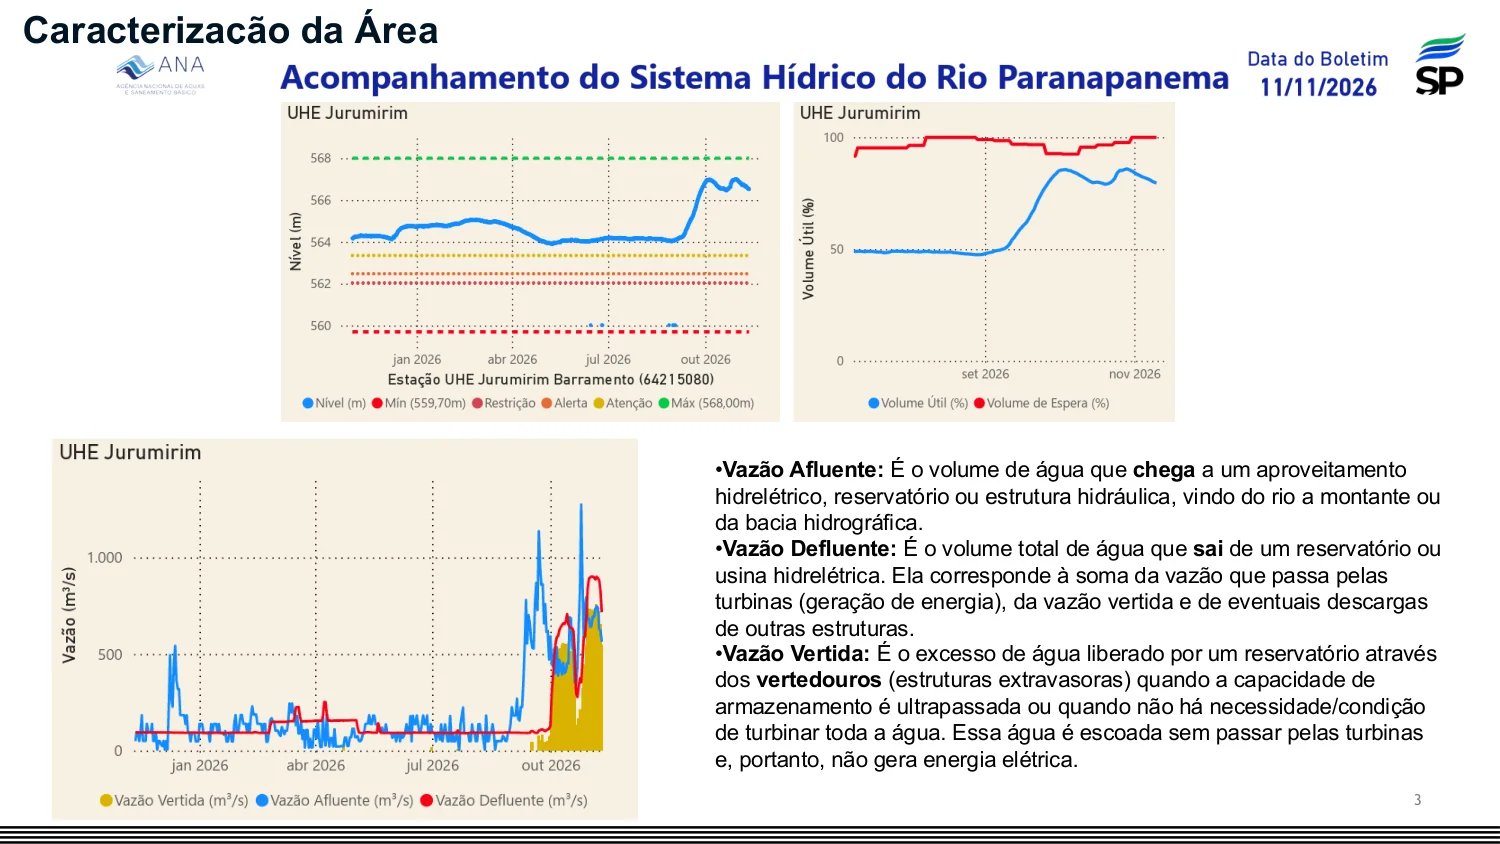 Caracterização da Área
ANA
AGÊNCIA NACIONAL DE ÁGUAS
E SANEAMENTO BÁSICO
Acompanhamento do Sistema Hídrico do Rio Paranapanema
Data do Boletim
11/11/2026
SP
UHE Jurumirim
568
566
564
562
560
Nível (m)
jan 2026 abr 2026 jul 2026 out 2026
Estação UHE Jurumirim Barramento (64215080)
Nível (m) Mín (559,70m) Restrição Alerta Atenção Máx (568,00m)
UHE Jurumirim
100
50
0
Volume Útil (%)
set 2026 nov 2026
Volume Útil (%) Volume de Espera (%)
UHE Jurumirim
1.000
500
0
Vazão (m³/s)
jan 2026 abr 2026 jul 2026 out 2026
Vazão Vertida (m³/s) Vazão Afluente (m³/s) Vazão Defluente (m³/s)
•Vazão Afluente: É o volume de água que chega a um aproveitamento
hidrelétrico, reservatório ou estrutura hidráulica, vindo do rio a montante ou
da bacia hidrográfica.
•Vazão Defluente: É o volume total de água que sai de um reservatório ou
usina hidrelétrica. Ela corresponde à soma da vazão que passa pelas
turbinas (geração de energia), da vazão vertida e de eventuais descargas
de outras estruturas.
•Vazão Vertida: É o excesso de água liberado por um reservatório através
dos vertedouros (estruturas extravasoras) quando a capacidade de
armazenamento é ultrapassada ou quando não há necessidade/condição
de turbinar toda a água. Essa água é escoada sem passar pelas turbinas
e, portanto, não gera energia elétrica.
3